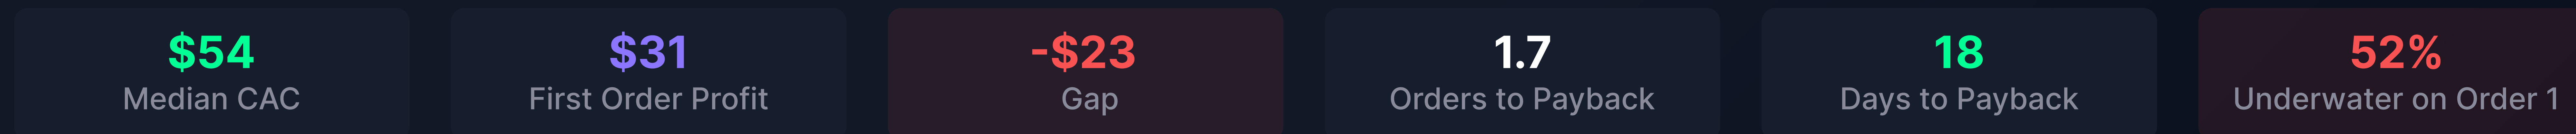 $54
Median CAC
$31
First Order Profit
-$23
Gap
1.7
Orders to Payback
18
Days to Payback
52%
Underwater on Order 1